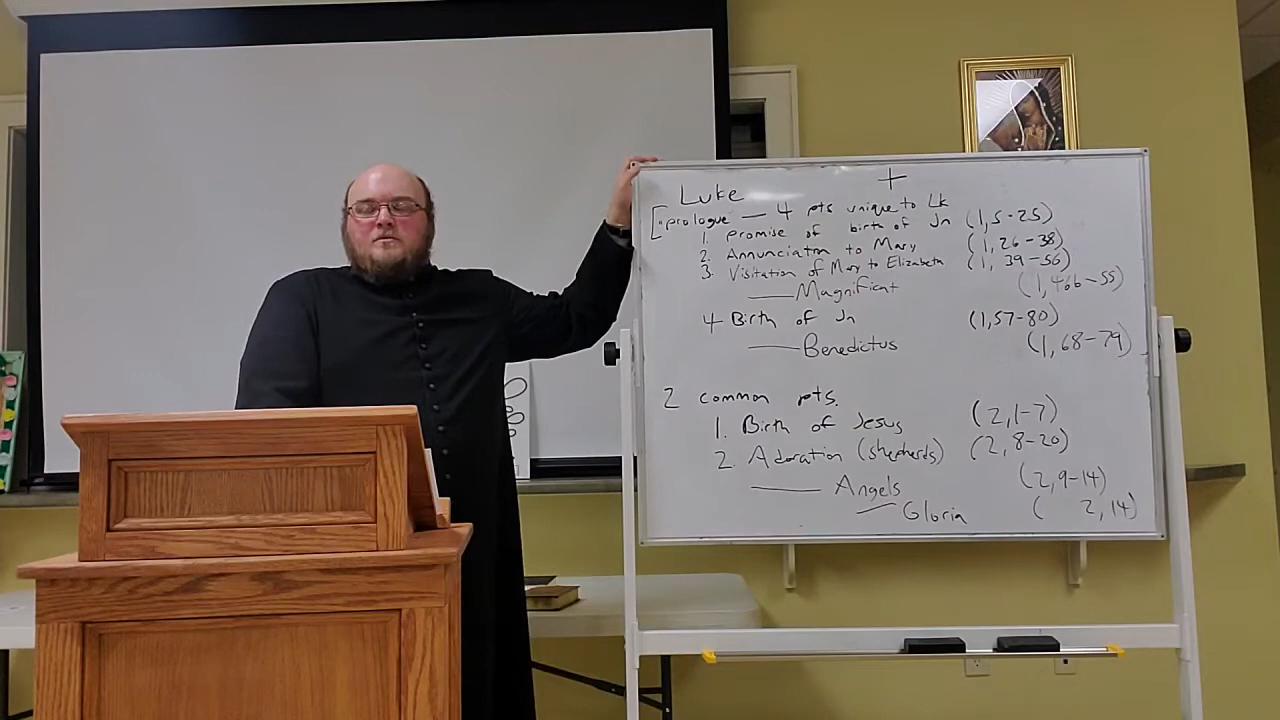 Luke
"prologue — 4 pts unique to Lk
1. promise of birth of Jn (1,5-25)
2. Annunciation to Mary (1,26-38)
3. Visitation of Mary to Elizabeth (1,39-56)
— Magnificat (1,46b-55)
4 Birth of Jn (1,57-80)
— Benedictus (1,68-79)
2 common pts.
1. Birth of Jesus (2,1-7)
2. Adoration (shepherds) (2,8-20)
— Angels (2,9-14)
— Gloria ( 2,14)